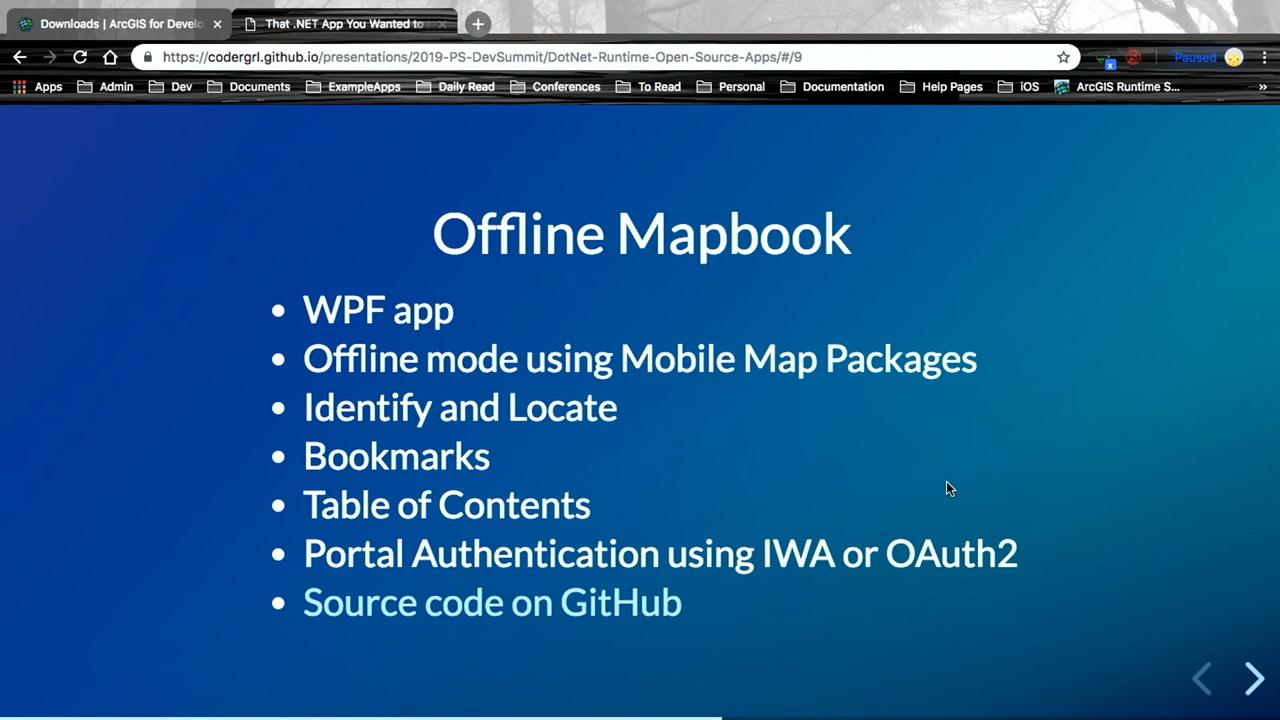 Downloads | ArcGIS for Develo
That .NET App You Wanted to
https://codergrl.github.io/presentations/2019-PS-DevSummit/DotNet-Runtime-Open-Source-Apps/#/9
Paused
Apps Admin Dev Documents ExampleApps Daily Read Conferences To Read Personal Documentation Help Pages iOS ArcGIS Runtime S... »
Offline Mapbook
• WPF app
• Offline mode using Mobile Map Packages
• Identify and Locate
• Bookmarks
• Table of Contents
• Portal Authentication using IWA or OAuth2
• Source code on GitHub